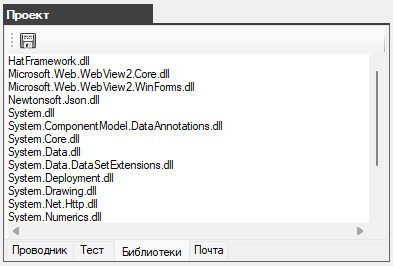 Проект
HatFramework.dll
Microsoft.Web.WebView2.Core.dll
Microsoft.Web.WebView2.WinForms.dll
Newtonsoft.Json.dll
System.dll
System.ComponentModel.DataAnnotations.dll
System.Core.dll
System.Data.dll
System.Data.DataSetExtensions.dll
System.Deployment.dll
System.Drawing.dll
System.Net.Http.dll
System.Numerics.dll
Проводник Тест Библиотеки Почта